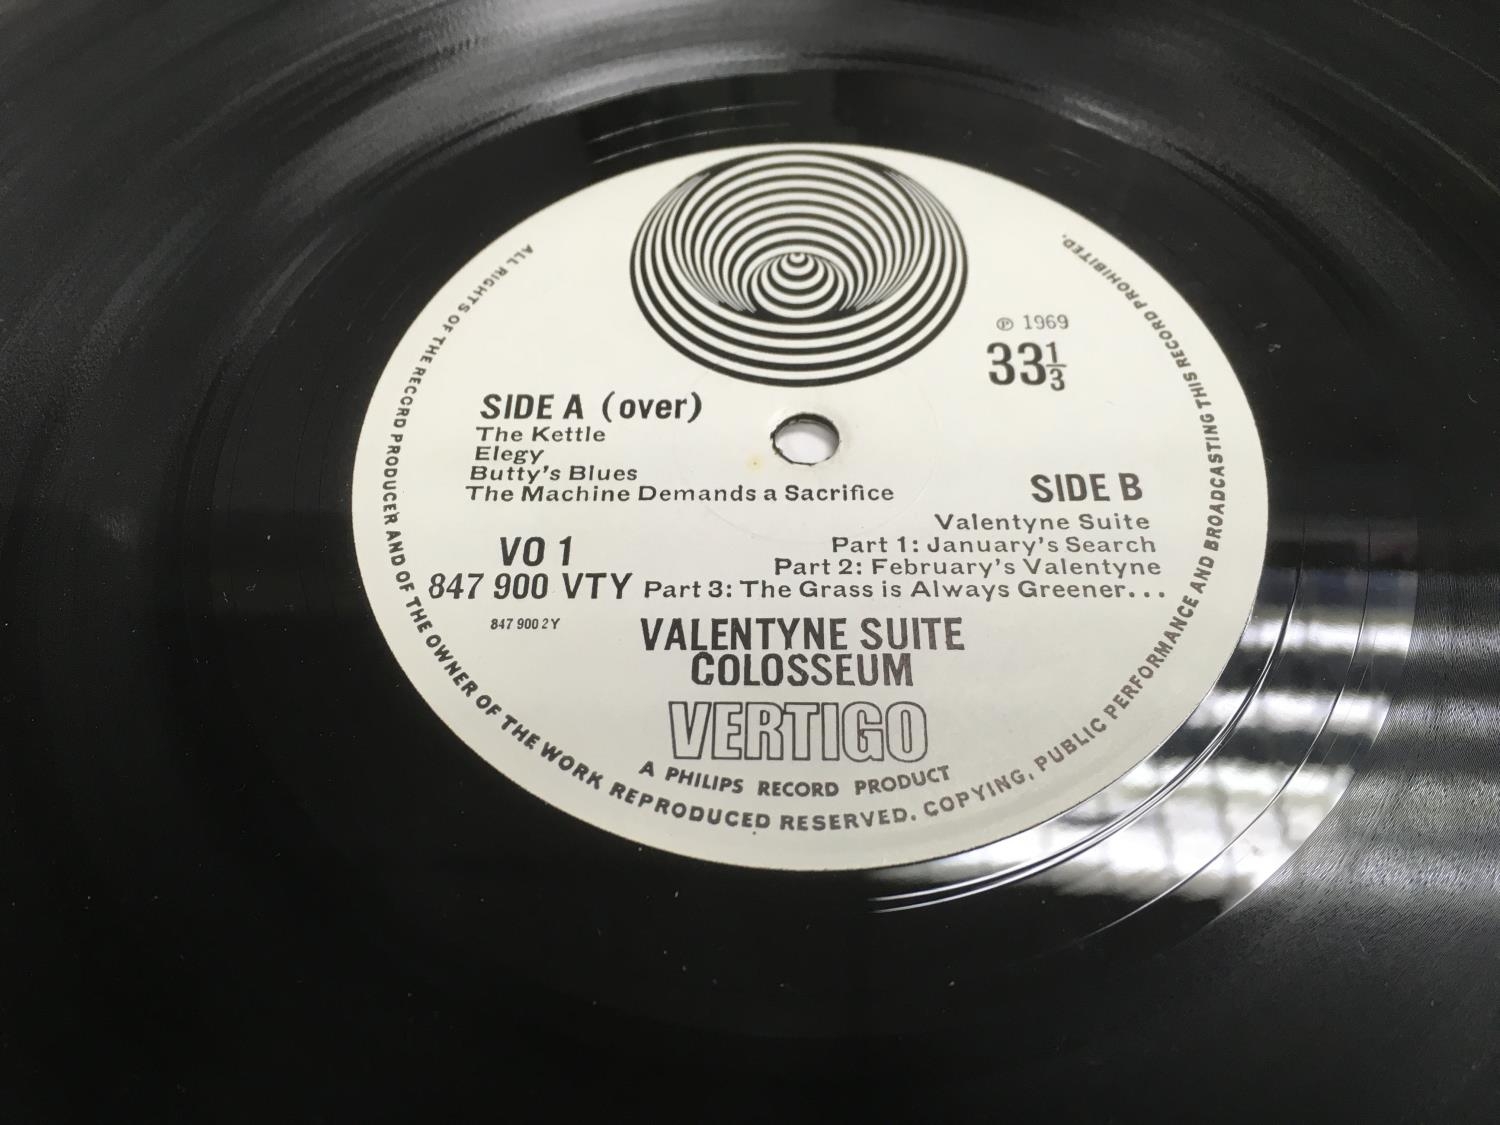 ℗ 1969
33⅓
SIDE A (over)
The Kettle
Elegy
Butty's Blues
The Machine Demands a Sacrifice
SIDE B
Valentyne Suite
Part 1: January's Search
Part 2: February's Valentyne
Part 3: The Grass is Always Greener...
VO 1
847 900 VTY
847 900 2 Y
VALENTYNE SUITE
COLOSSEUM
VERTIGO
A PHILIPS RECORD PRODUCT
ALL RIGHTS OF THE RECORD PRODUCER AND OF THE OWNER OF THE WORK REPRODUCED RESERVED. COPYING, PUBLIC PERFORMANCE AND BROADCASTING THIS RECORD PROHIBITED.